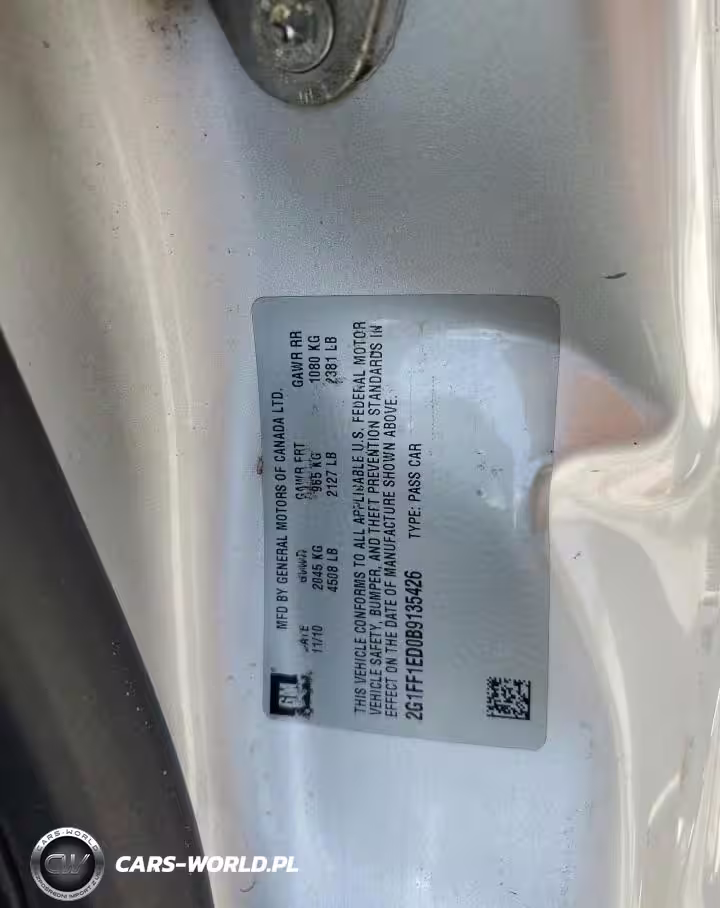 MFD BY GENERAL MOTORS OF CANADA LTD.
DATE GVWR GAWR FRT GAWR RR
11/10 2045 KG 965 KG 1080 KG
4508 LB 2127 LB 2381 LB
THIS VEHICLE CONFORMS TO ALL APPLICABLE U.S. FEDERAL MOTOR
VEHICLE SAFETY, BUMPER, AND THEFT PREVENTION STANDARDS IN
EFFECT ON THE DATE OF MANUFACTURE SHOWN ABOVE.
2G1FF1ED0B9135426 TYPE: PASS CAR
GM
CARS-WORLD
CW
CARS-WORLD.PL